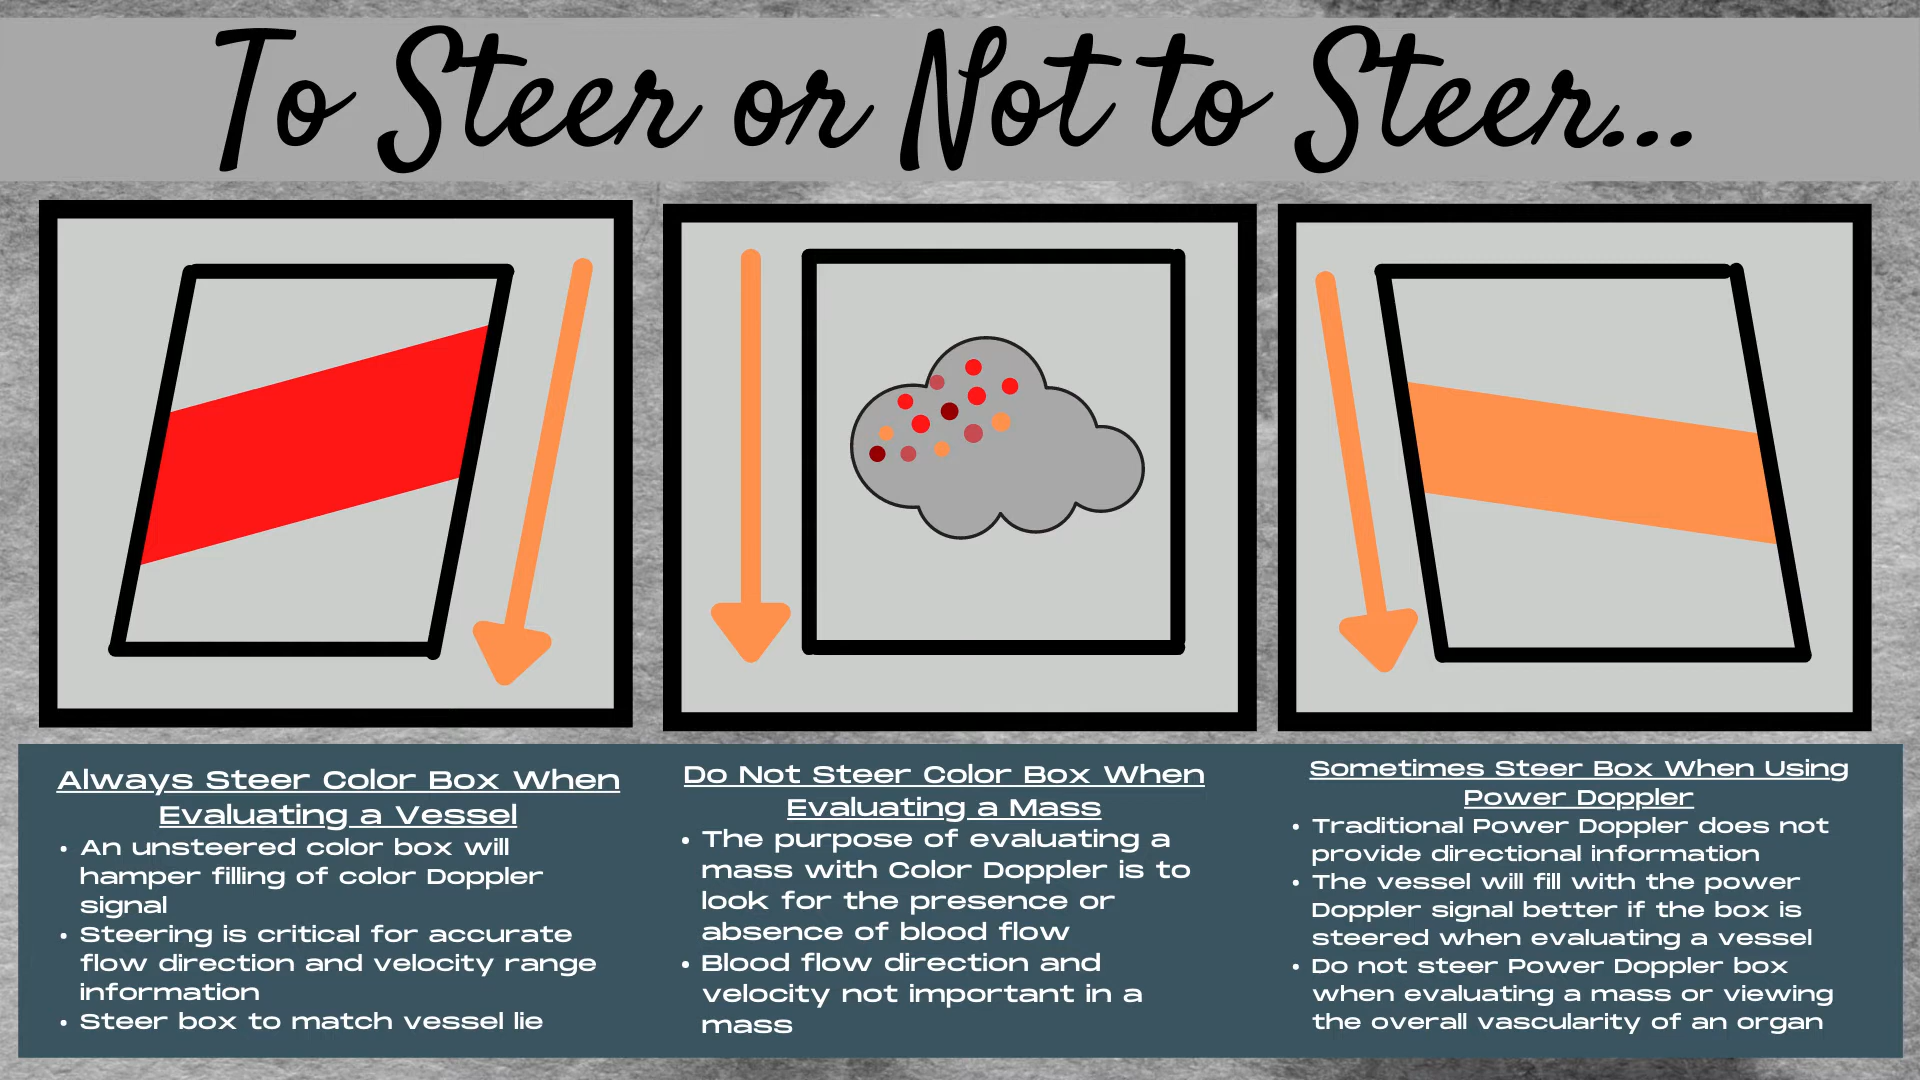 To Steer or Not to Steer...
Always Steer Color Box When
Evaluating a Vessel
• An unsteered color box will
hamper filling of color Doppler
signal
• Steering is critical for accurate
flow direction and velocity range
information
• Steer box to match vessel lie
Do Not Steer Color Box When
Evaluating a Mass
• The purpose of evaluating a
mass with Color Doppler is to
look for the presence or
absence of blood flow
• Blood flow direction and
velocity not important in a
mass
Sometimes Steer Box When Using
Power Doppler
• Traditional Power Doppler does not
provide directional information
• The vessel will fill with the power
Doppler signal better if the box is
steered when evaluating a vessel
• Do not steer Power Doppler box
when evaluating a mass or viewing
the overall vascularity of an organ